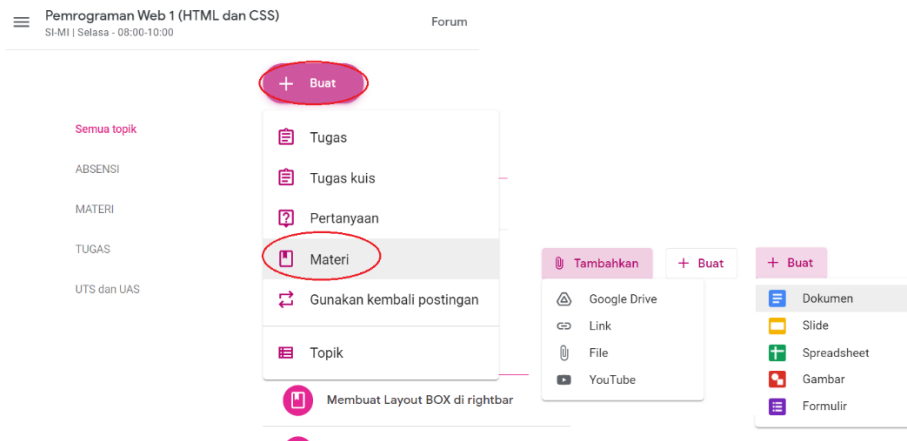 Pemrograman Web 1 (HTML dan CSS)
SI-MI | Selasa - 08:00-10:00
Forum
Buat
Semua topik
ABSENSI
MATERI
TUGAS
UTS dan UAS
Tugas
Tugas kuis
Pertanyaan
Materi
Gunakan kembali postingan
Topik
Membuat Layout BOX di rightbar
Tambahkan
Google Drive
Link
File
YouTube
+ Buat
+ Buat
Dokumen
Slide
Spreadsheet
Gambar
Formulir